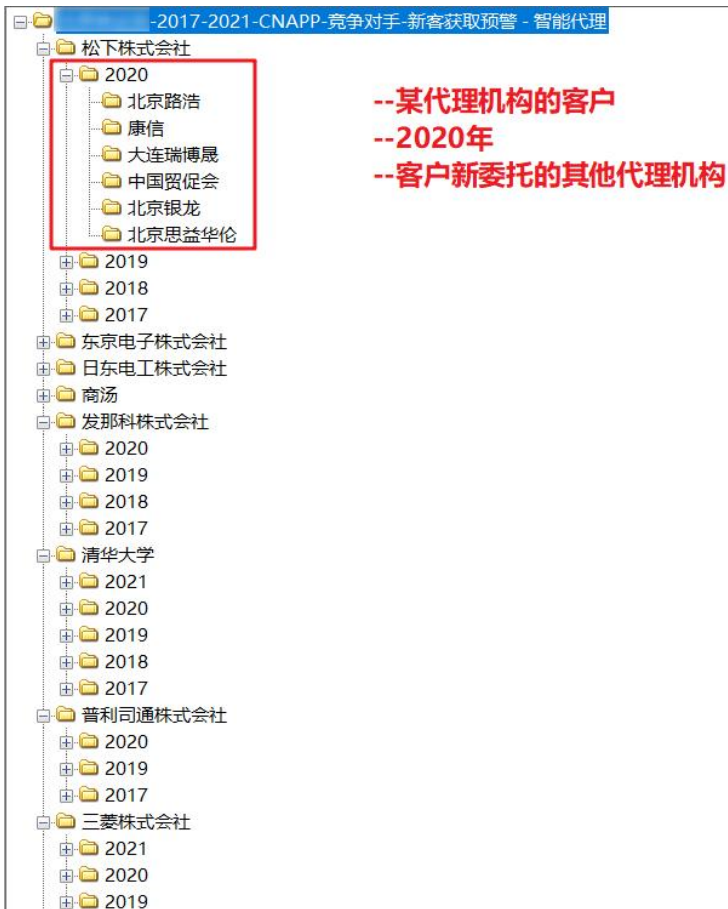 -2017-2021-CNAPP-竞争对手-新客获取预警 - 智能代理
松下株式会社
2020
北京路浩
康信
大连瑞博晟
中国贸促会
北京银龙
北京思益华伦
--某代理机构的客户
--2020年
--客户新委托的其他代理机构
2019
2018
2017
东京电子株式会社
日东电工株式会社
商汤
发那科株式会社
2020
2019
2018
2017
清华大学
2021
2020
2019
2018
2017
普利司通株式会社
2020
2019
2017
三菱株式会社
2021
2020
2019